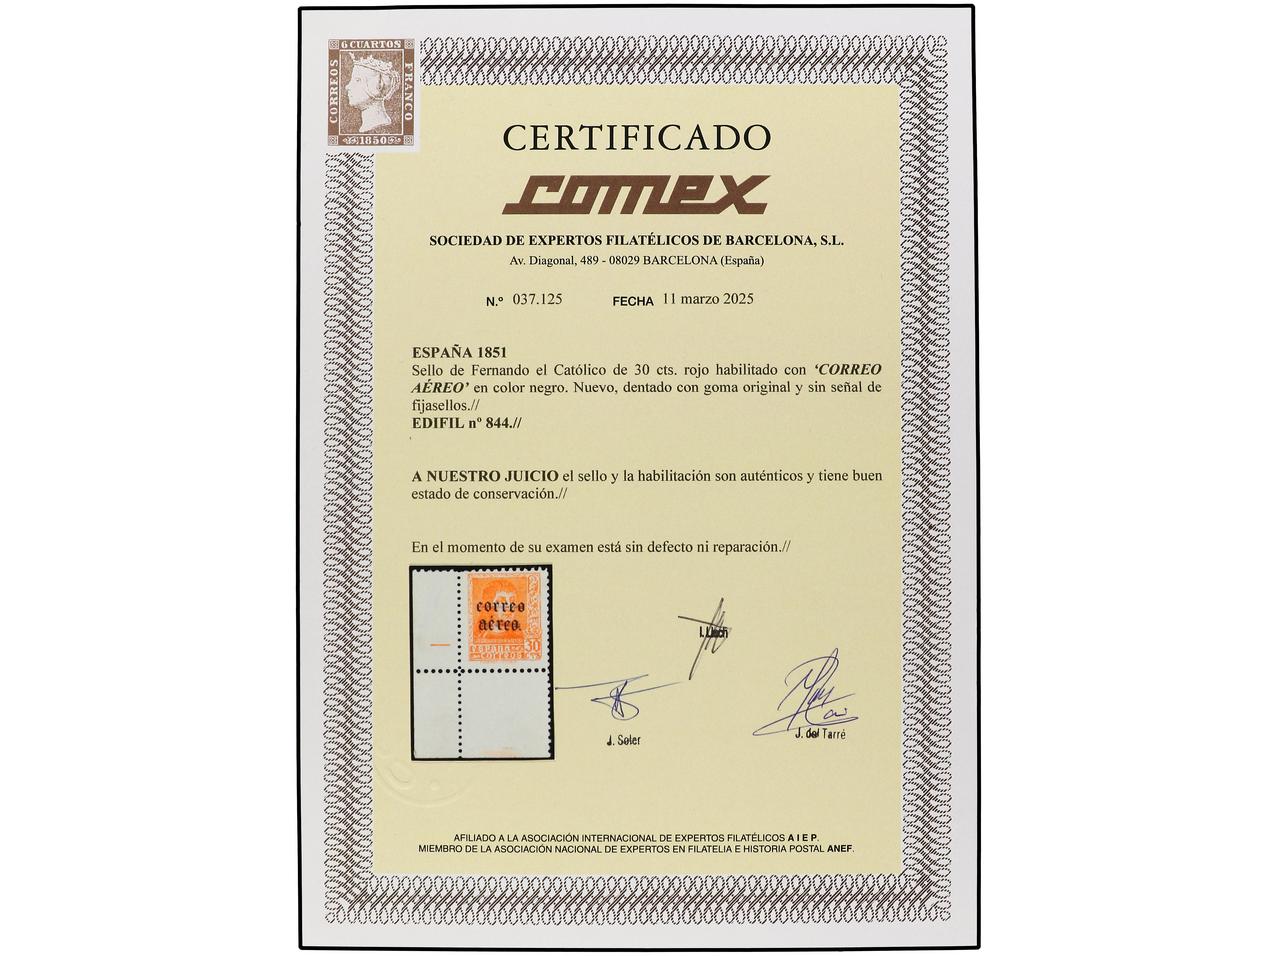 6 CUARTOS
CORREOS
FRANCO
1850
CERTIFICADO
comex
SOCIEDAD DE EXPERTOS FILATÉLICOS DE BARCELONA, S.L.
Av. Diagonal, 489 - 08029 BARCELONA (España)
N.º 037.125 FECHA 11 marzo 2025
ESPAÑA 1851
Sello de Fernando el Católico de 30 cts. rojo habilitado con ‘CORREO
AÉREO’ en color negro. Nuevo, dentado con goma original y sin señal de
fijasellos.//
EDIFIL nº 844.//
A NUESTRO JUICIO el sello y la habilitación son auténticos y tiene buen
estado de conservación.//
En el momento de su examen está sin defecto ni reparación.//
correo
aéreo.
30
ESPAÑA
CORREOS
J. Soler
J. del Tarré
AFILIADO A LA ASOCIACIÓN INTERNACIONAL DE EXPERTOS FILATÉLICOS A I E P.
MIEMBRO DE LA ASOCIACIÓN NACIONAL DE EXPERTOS EN FILATELIA E HISTORIA POSTAL ANEF.